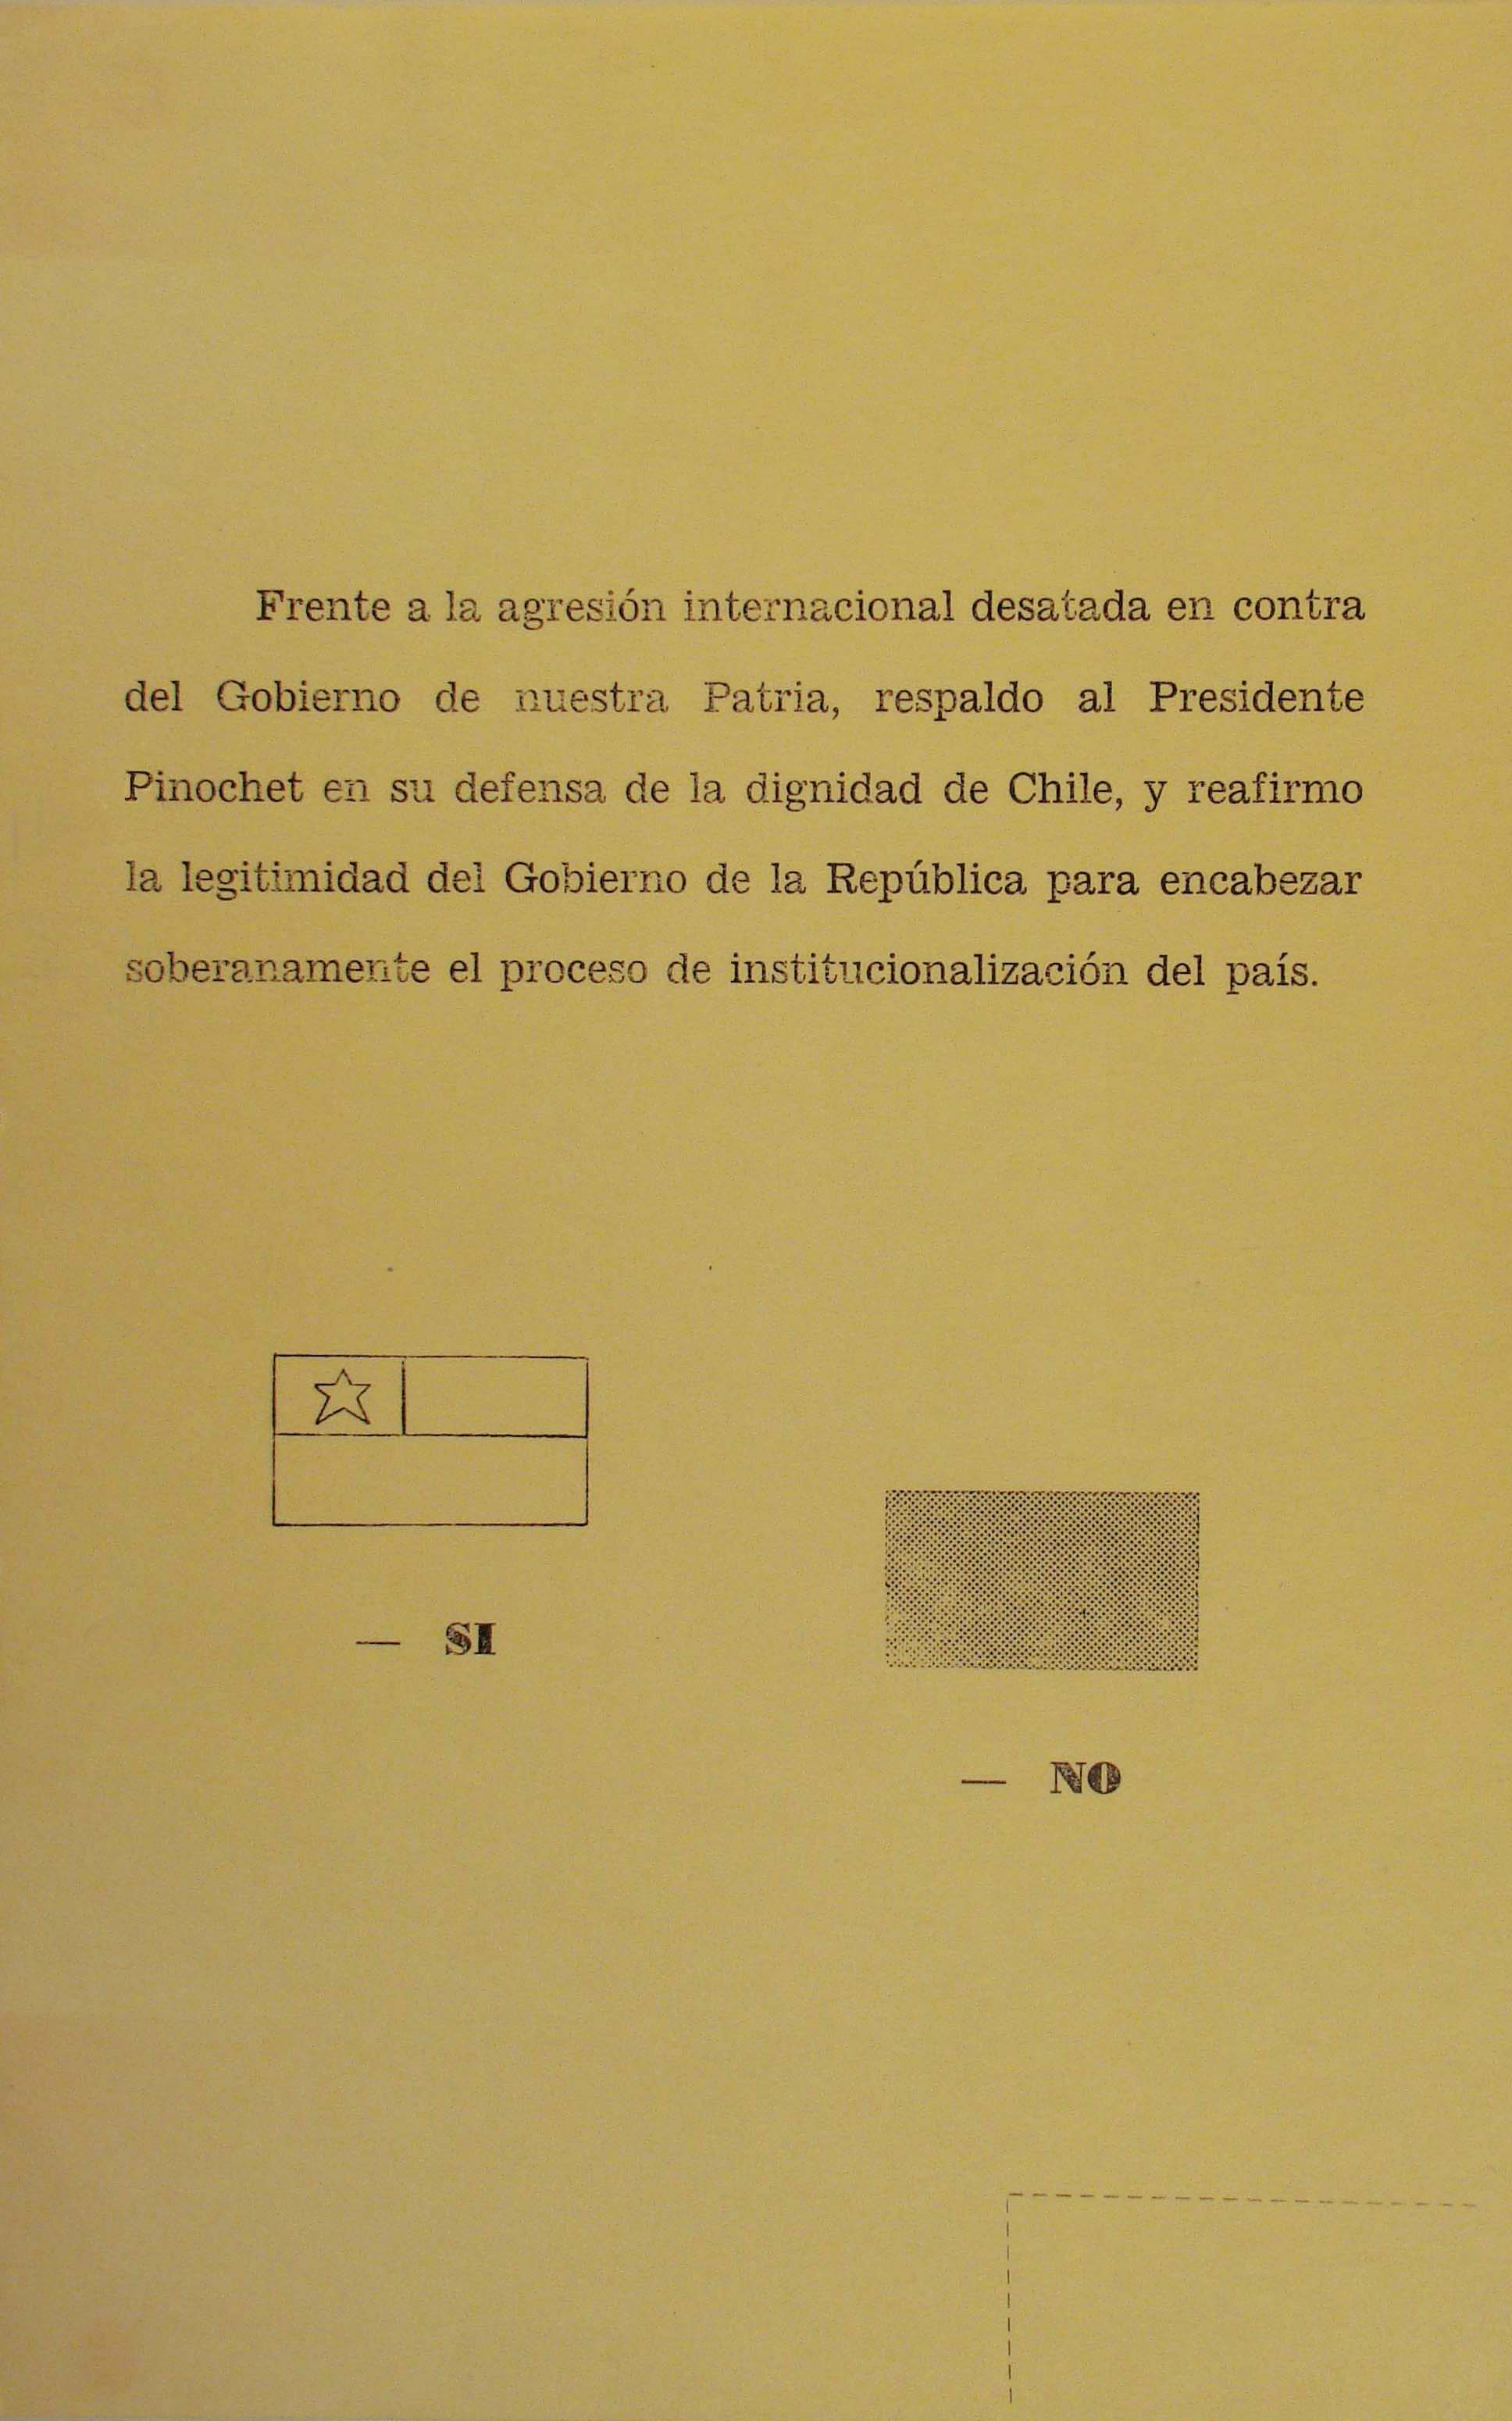 Frente a la agresión internacional desatada en contra
del Gobierno de nuestra Patria, respaldo al Presidente
Pinochet en su defensa de la dignidad de Chile, y reafirmo
la legitimidad del Gobierno de la República para encabezar
soberanamente el proceso de institucionalización del país.
— SI
— NO